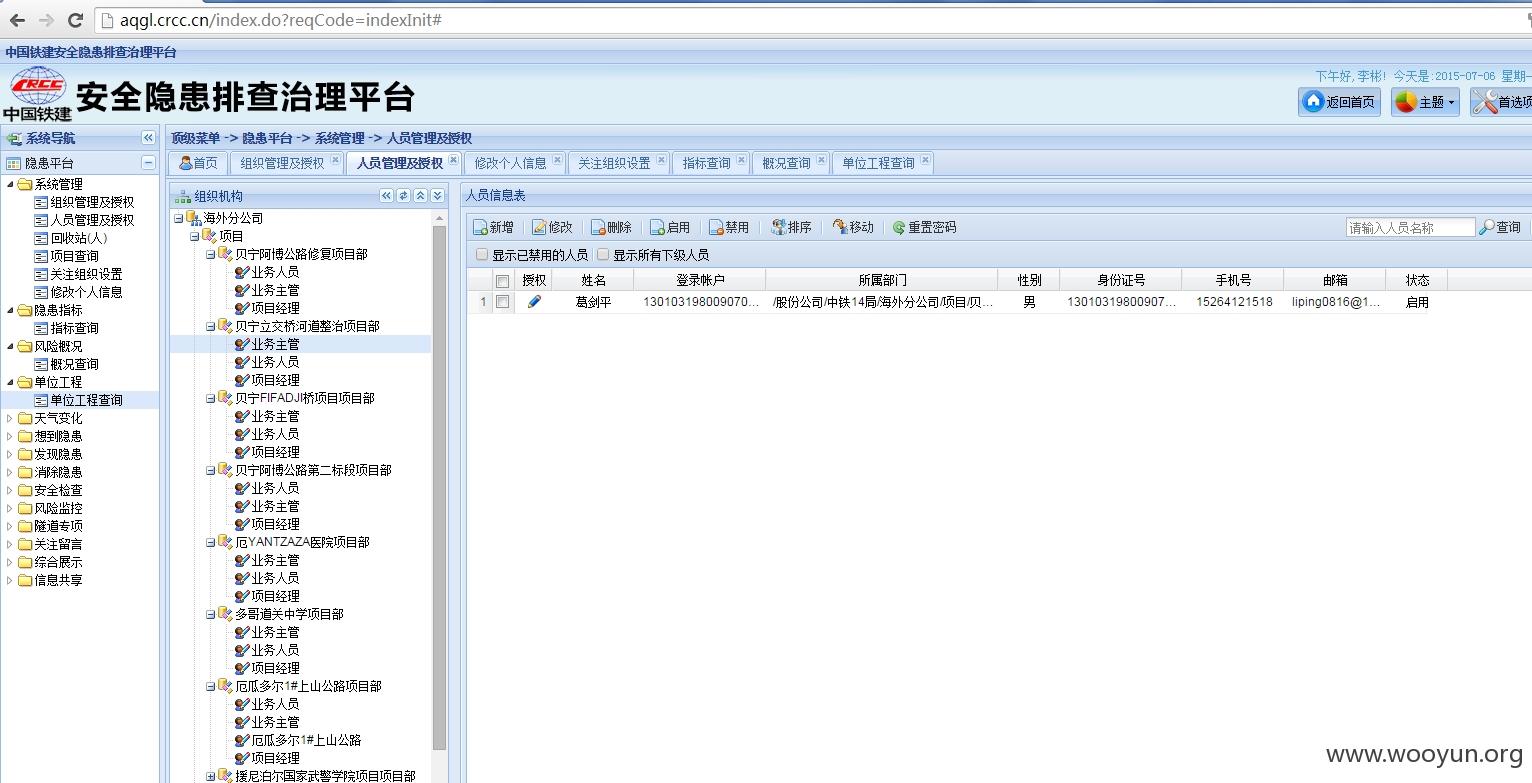 aqgl.crcc.cn/index.do?reqCode=indexInit#
中国铁建安全隐患排查治理平台
CRCC
中国铁建
安全隐患排查治理平台
下午好,李彬! 今天是:2015-07-06 星期一
返回首页 主题 首选项
系统导航
隐患平台
系统管理
组织管理及授权
人员管理及授权
回收站(人)
项目查询
关注组织设置
修改个人信息
隐患指标
指标查询
风险概况
概况查询
单位工程
单位工程查询
天气变化
想到隐患
发现隐患
消除隐患
安全检查
风险监控
隧道专项
关注留言
综合展示
信息共享
顶级菜单 -> 隐患平台 -> 系统管理 -> 人员管理及授权
首页 组织管理及授权 人员管理及授权 修改个人信息 关注组织设置 指标查询 概况查询 单位工程查询
组织机构
海外分公司
项目
贝宁阿博公路修复项目部
业务人员
业务主管
项目经理
贝宁立交桥河道整治项目部
业务主管
业务人员
项目经理
贝宁FIFADJI桥项目项目部
业务主管
业务人员
项目经理
贝宁阿博公路第二标段项目部
业务人员
业务主管
项目经理
厄YANTZAZA医院项目部
业务主管
业务人员
项目经理
多哥道关中学项目部
业务主管
业务人员
项目经理
厄瓜多尔1#上山公路项目部
业务人员
业务主管
厄瓜多尔1#上山公路
项目经理
援尼泊尔国家武警学院项目项目部
人员信息表
新增 修改 删除 启用 禁用 排序 移动 重置密码 请输入人员名称 查询
显示已禁用的人员 显示所有下级人员
授权 姓名 登录帐户 所属部门 性别 身份证号 手机号 邮箱 状态
1 葛剑平 130103198009070... /股份公司/中铁14局/海外分公司/项目/贝... 男 13010319800907... 15264121518 liping0816@1... 启用
www.wooyun.org